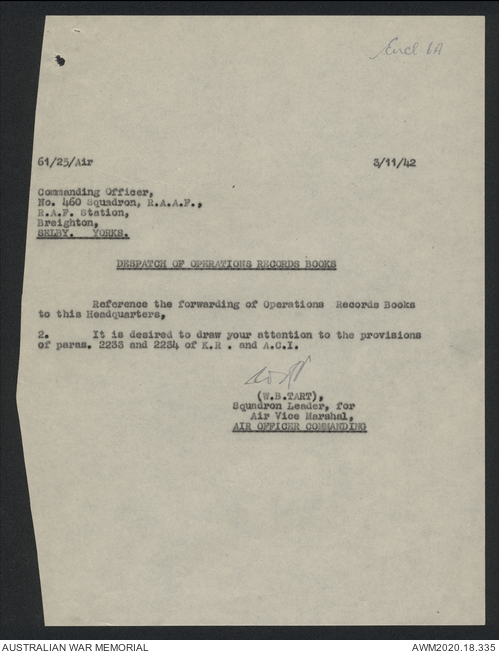 Encl 6A
61/25/Air 3/11/42
Commanding Officer,
No. 460 Squadron, R.A.A.F.,
R.A.F. Station,
Breighton,
SELBY. YORKS.
DESPATCH OF OPERATIONS RECORDS BOOKS
Reference the forwarding of Operations Records Books
to this Headquarters,
2. It is desired to draw your attention to the provisions
of paras. 2233 and 2234 of K.R . and A.C.I.
(W.B.TART),
Squadron Leader, for
Air Vice Marshal,
AIR OFFICER COMMANDING
AUSTRALIAN WAR MEMORIAL AWM2020.18.335